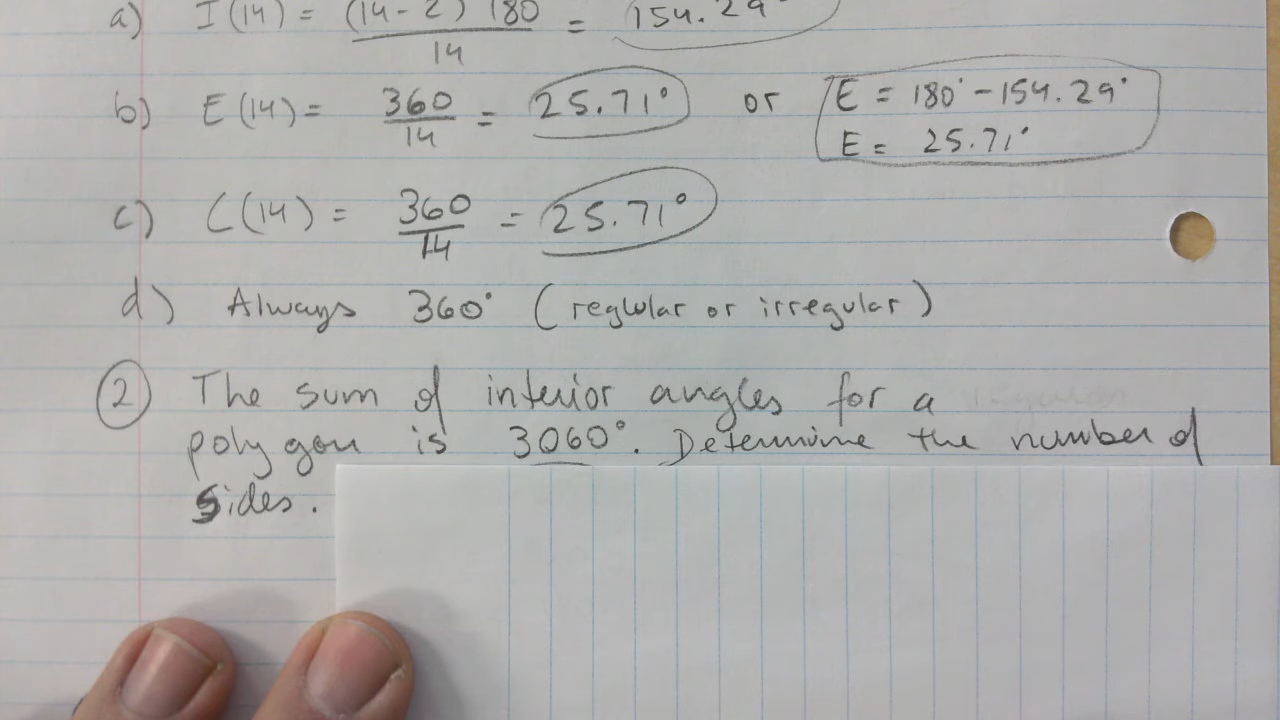 a) I(14) = (14-2) 180 / 14 = 154.29°
b) E(14) = 360/14 = 25.71° or E = 180° - 154.29°
E = 25.71°
c) C(14) = 360/14 = 25.71°
d) Always 360° (reglular or irregular)
2 The sum of interior angles for a
polygon is 3060°. Determine the number of
sides.